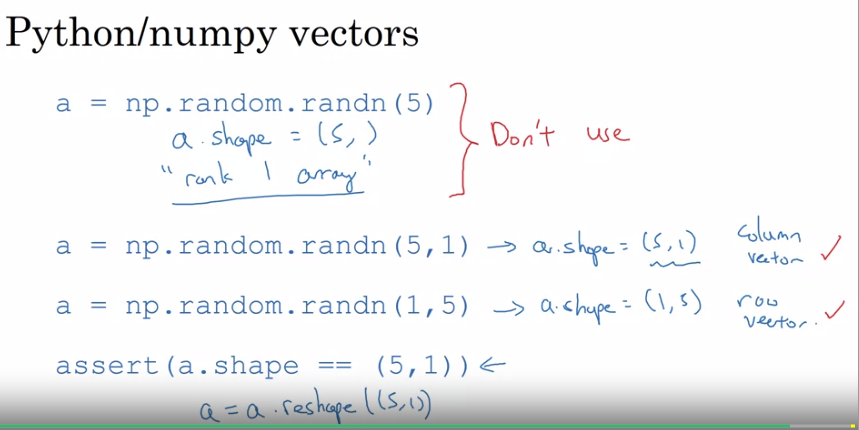 Python/numpy vectors
a = np.random.randn(5)
a.shape = (5,)
"rank 1 array"
Don't use
a = np.random.randn(5,1) → a.shape = (5,1) column vector ✓
a = np.random.randn(1,5) → a.shape = (1,5) row vector. ✓
assert(a.shape == (5,1)) ←
a = a.reshape((5,1))